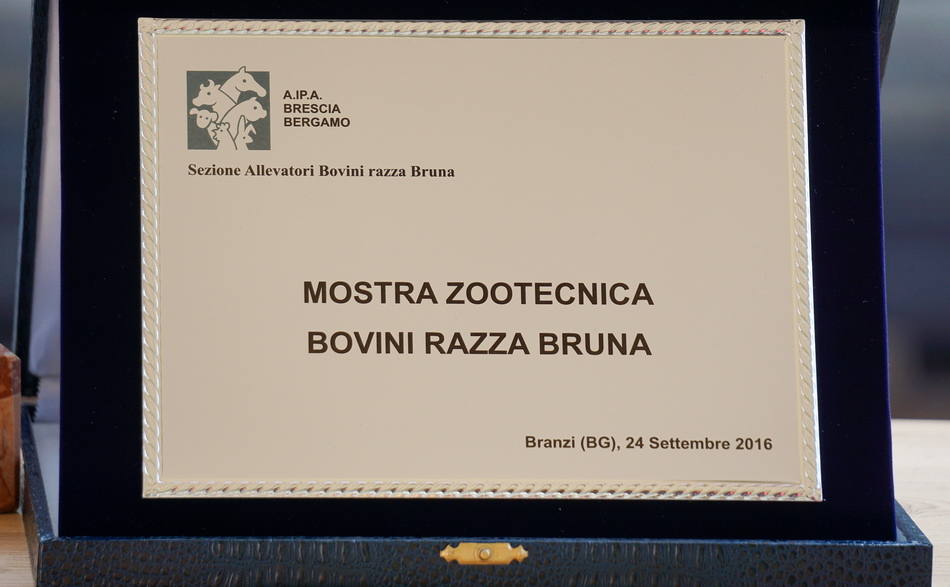 A.IP.A.
BRESCIA
BERGAMO
Sezione Allevatori Bovini razza Bruna
MOSTRA ZOOTECNICA
BOVINI RAZZA BRUNA
Branzi (BG), 24 Settembre 2016